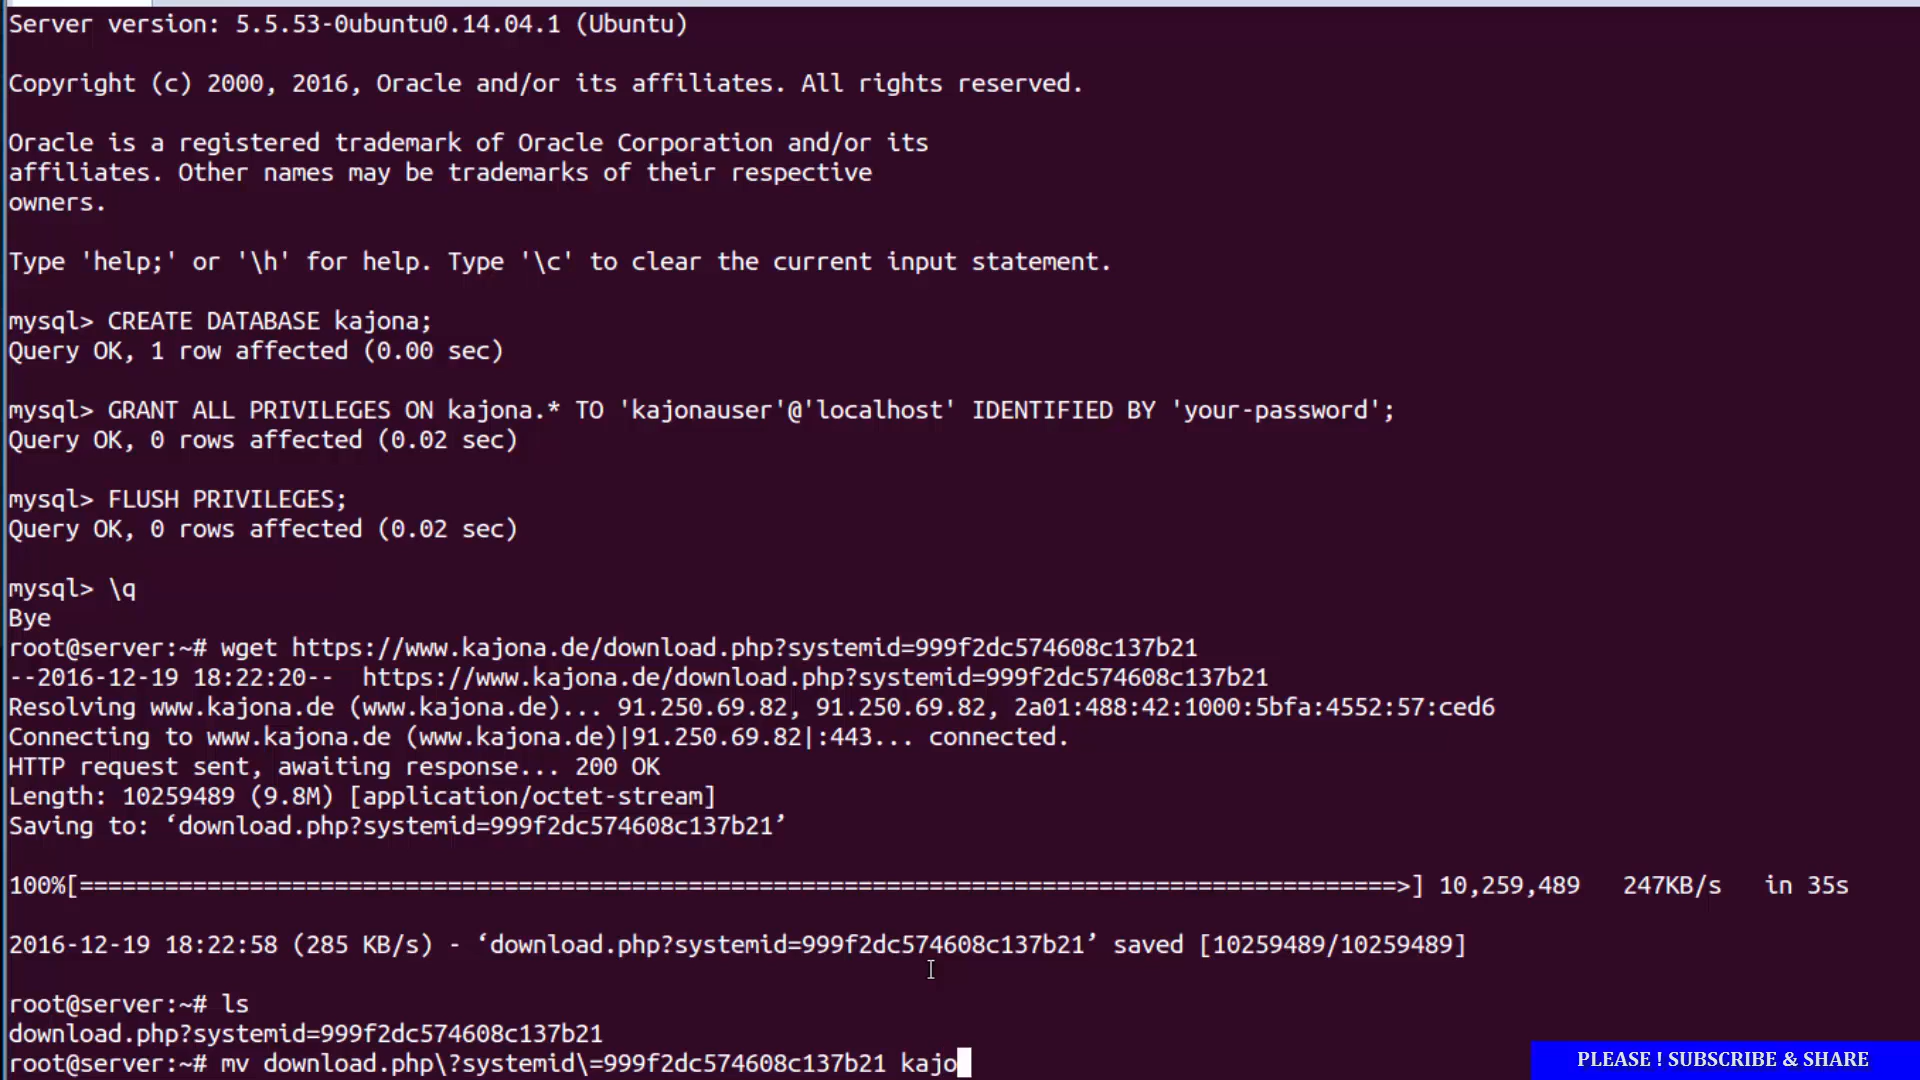 Server version: 5.5.53-0ubuntu0.14.04.1 (Ubuntu)
Copyright (c) 2000, 2016, Oracle and/or its affiliates. All rights reserved.
Oracle is a registered trademark of Oracle Corporation and/or its
affiliates. Other names may be trademarks of their respective
owners.
Type 'help;' or '\h' for help. Type '\c' to clear the current input statement.
mysql> CREATE DATABASE kajona;
Query OK, 1 row affected (0.00 sec)
mysql> GRANT ALL PRIVILEGES ON kajona.* TO 'kajonauser'@'localhost' IDENTIFIED BY 'your-password';
Query OK, 0 rows affected (0.02 sec)
mysql> FLUSH PRIVILEGES;
Query OK, 0 rows affected (0.02 sec)
mysql> \q
Bye
root@server:~# wget https://www.kajona.de/download.php?systemid=999f2dc574608c137b21
--2016-12-19 18:22:20--  https://www.kajona.de/download.php?systemid=999f2dc574608c137b21
Resolving www.kajona.de (www.kajona.de)... 91.250.69.82, 91.250.69.82, 2a01:488:42:1000:5bfa:4552:57:ced6
Connecting to www.kajona.de (www.kajona.de)|91.250.69.82|:443... connected.
HTTP request sent, awaiting response... 200 OK
Length: 10259489 (9.8M) [application/octet-stream]
Saving to: ‘download.php?systemid=999f2dc574608c137b21’
100%[=============================================================================================>] 10,259,489   247KB/s   in 35s
2016-12-19 18:22:58 (285 KB/s) - ‘download.php?systemid=999f2dc574608c137b21’ saved [10259489/10259489]
root@server:~# ls
download.php?systemid=999f2dc574608c137b21
root@server:~# mv download.php\?systemid\=999f2dc574608c137b21 kajo
PLEASE ! SUBSCRIBE & SHARE